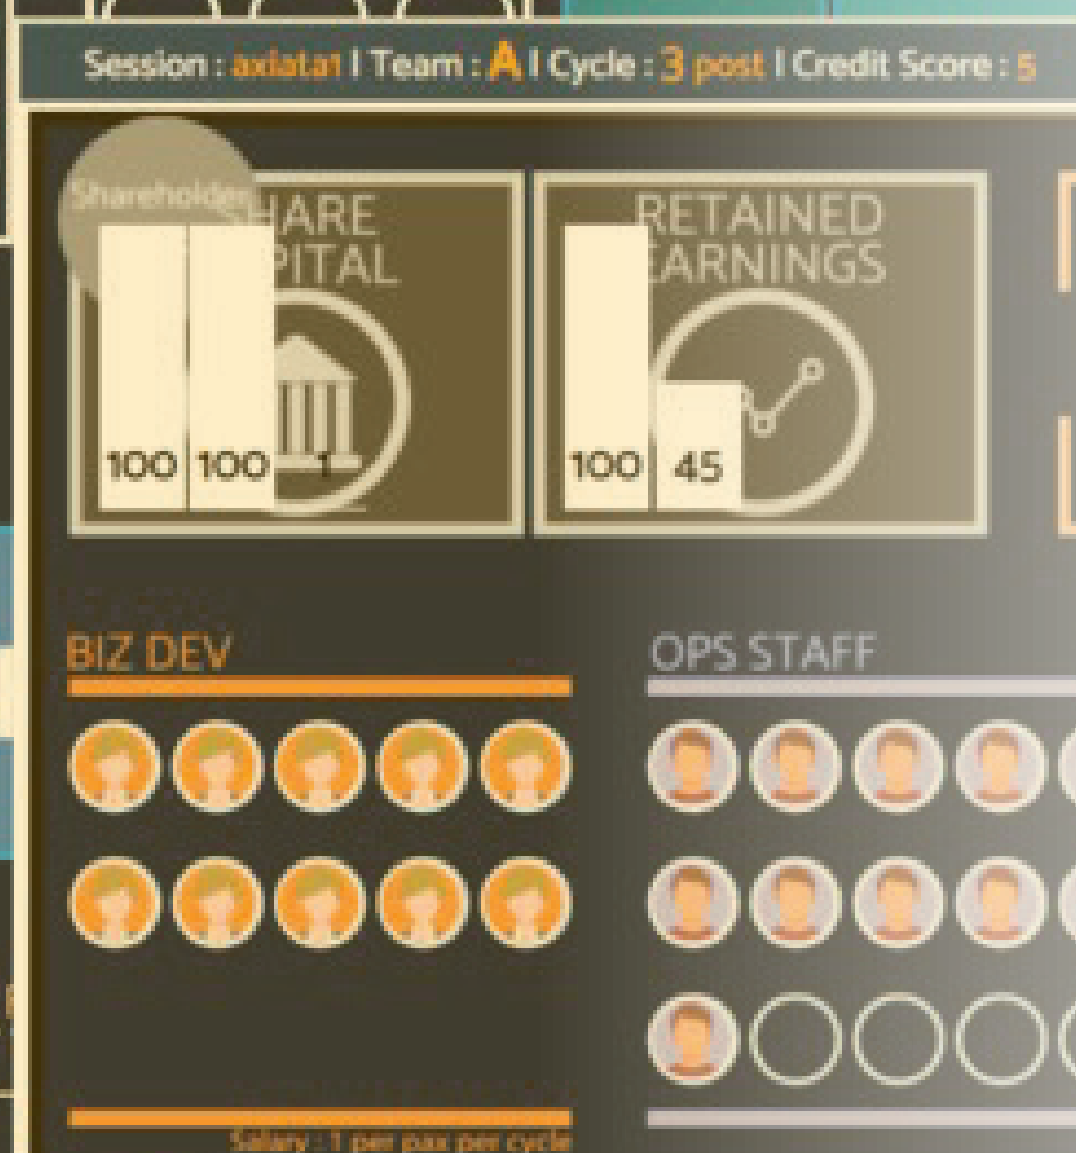 Session : axiata1 | Team : A | Cycle : 3 post | Credit Score : 5
Shareholder
SHARE
PITAL
100 100 1
RETAINED
EARNINGS
100 45
BIZ DEV
OPS STAFF
Salary : 1 per pax per cycle